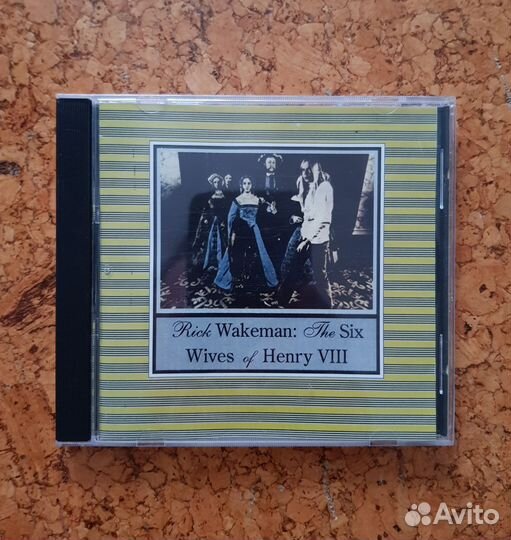 Rick Wakeman: The Six
Wives of Henry VIII
Avito